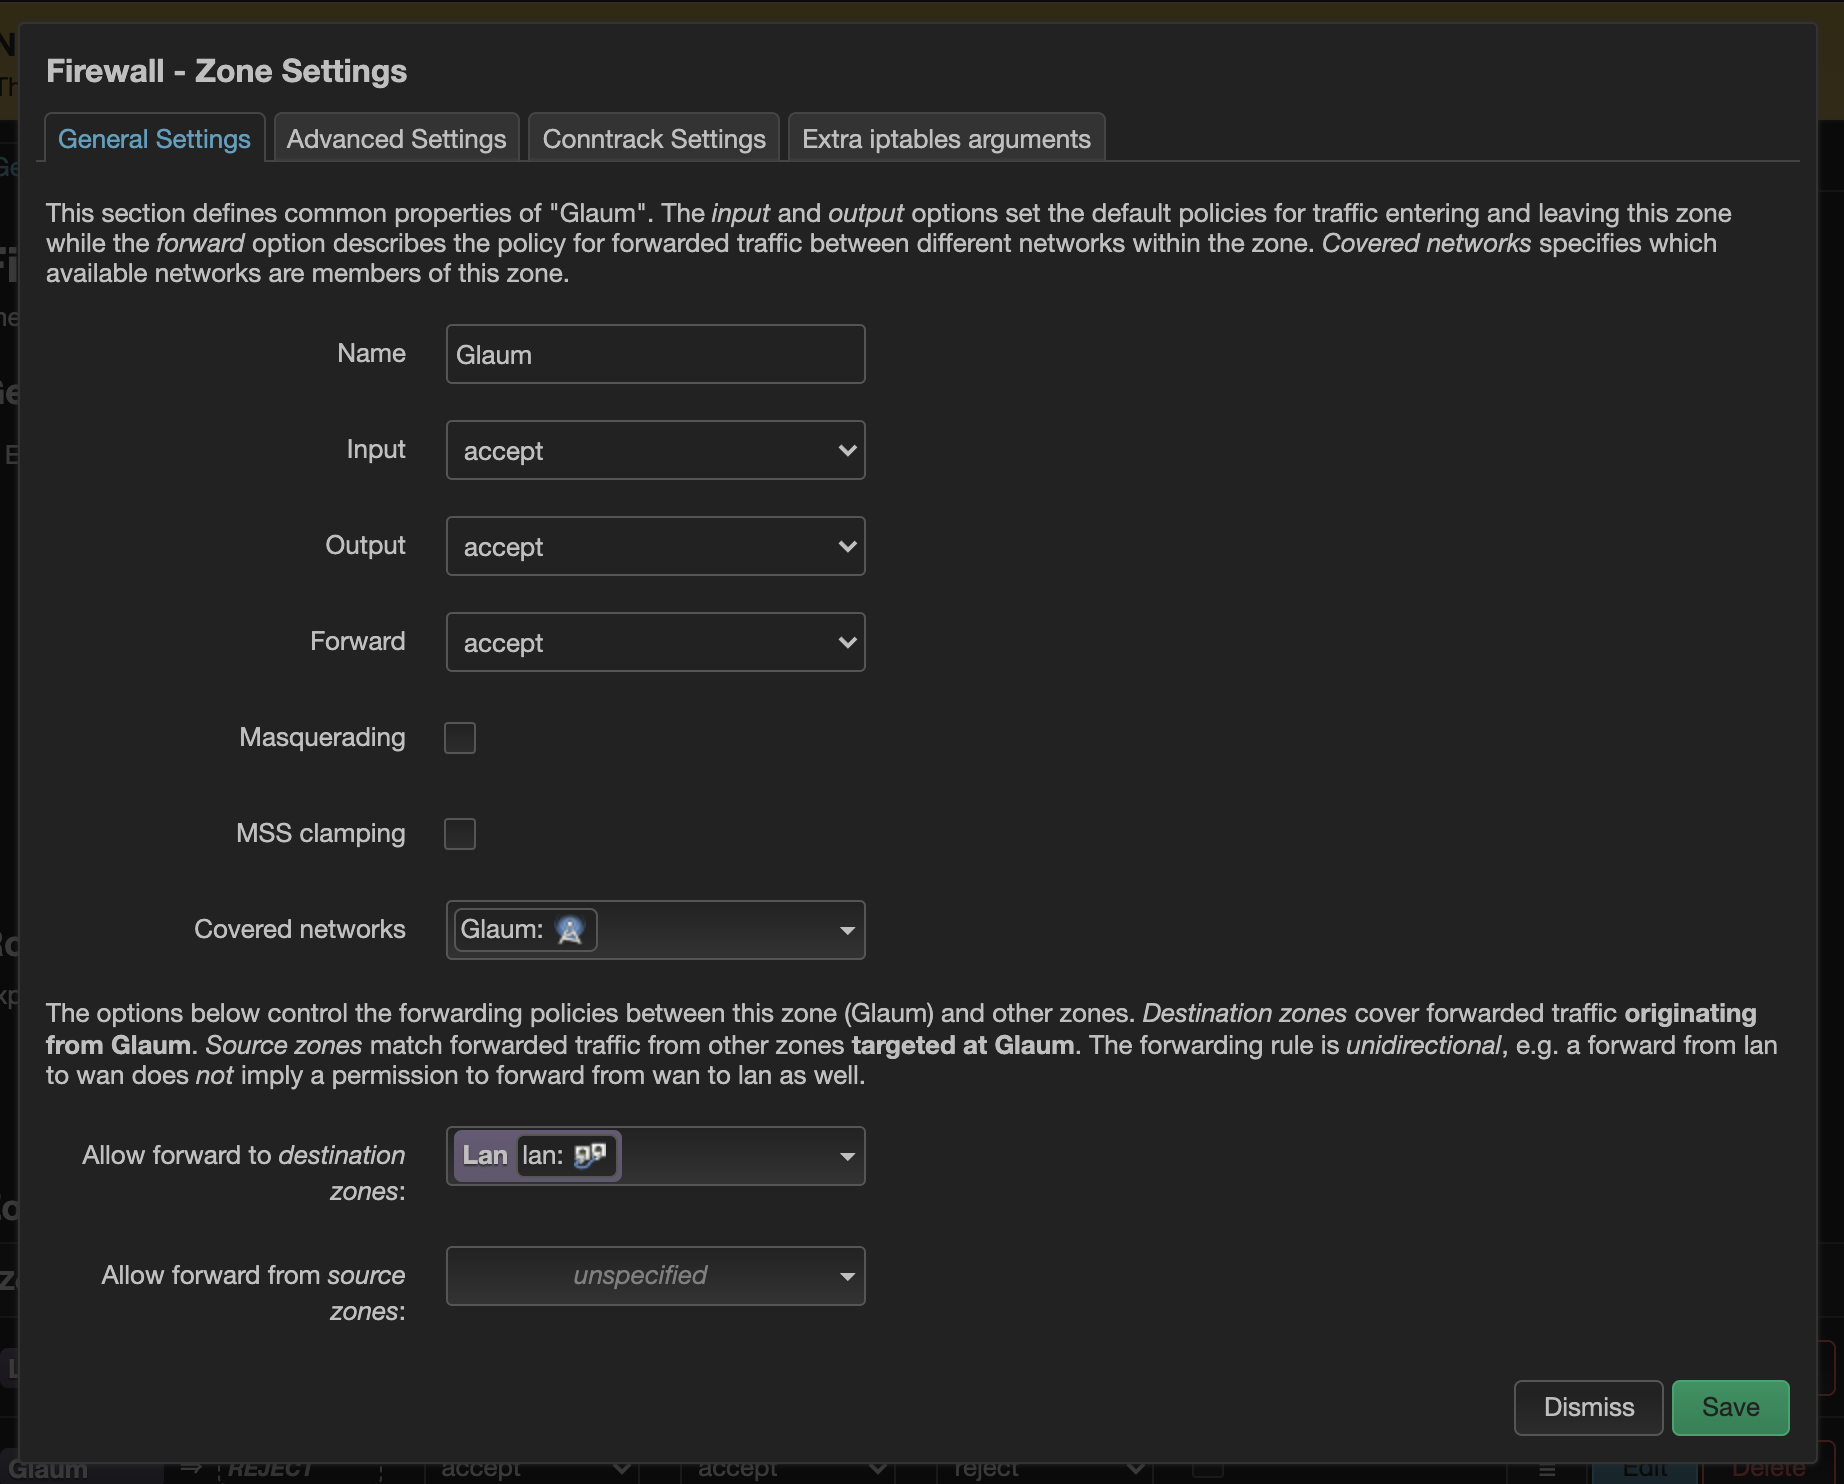 Firewall - Zone Settings
General Settings
Advanced Settings
Conntrack Settings
Extra iptables arguments
This section defines common properties of "Glaum". The input and output options set the default policies for traffic entering and leaving this zone
while the forward option describes the policy for forwarded traffic between different networks within the zone. Covered networks specifies which
available networks are members of this zone.
Name
Glaum
Input
accept
Output
accept
Forward
accept
Masquerading
MSS clamping
Covered networks
Glaum:
The options below control the forwarding policies between this zone (Glaum) and other zones. Destination zones cover forwarded traffic originating
from Glaum. Source zones match forwarded traffic from other zones targeted at Glaum. The forwarding rule is unidirectional, e.g. a forward from lan
to wan does not imply a permission to forward from wan to lan as well.
Allow forward to destination
zones:
Lan lan:
Allow forward from source
zones:
unspecified
Dismiss
Save
Glaum ⇒ REJECT accept accept reject Edit Delete